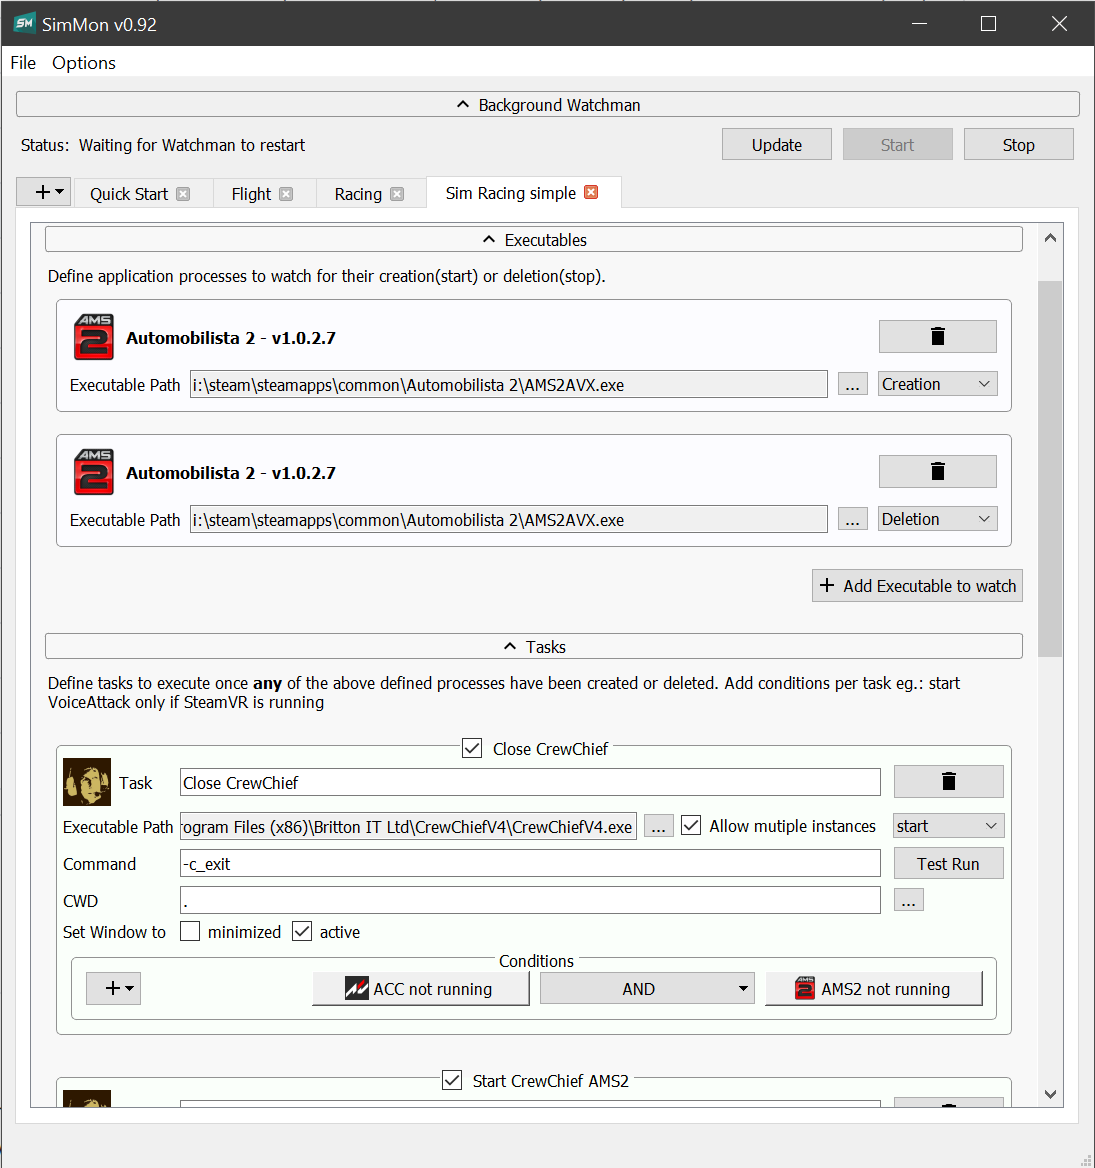 SM SimMon v0.92
File Options
Background Watchman
Status: Waiting for Watchman to restart Update Start Stop
Quick Start Flight Racing Sim Racing simple
Executables
Define application processes to watch for their creation(start) or deletion(stop).
AMS 2 Automobilista 2 - v1.0.2.7
Executable Path i:\steam\steamapps\common\Automobilista 2\AMS2AVX.exe ... Creation
AMS 2 Automobilista 2 - v1.0.2.7
Executable Path i:\steam\steamapps\common\Automobilista 2\AMS2AVX.exe ... Deletion
+ Add Executable to watch
Tasks
Define tasks to execute once any of the above defined processes have been created or deleted. Add conditions per task eg.: start
VoiceAttack only if SteamVR is running
Close CrewChief
Task Close CrewChief
Executable Path rogram Files (x86)\Britton IT Ltd\CrewChiefV4\CrewChiefV4.exe ... Allow mutiple instances start
Command -c_exit Test Run
CWD . ...
Set Window to minimized active
Conditions
+ ACC not running AND AMS 2 AMS2 not running
Start CrewChief AMS2